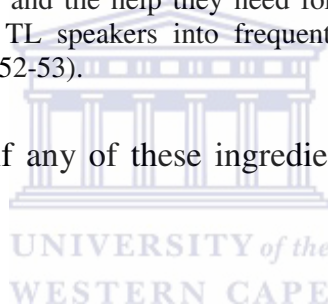 and the help they need for
TL speakers into frequent
52-53).
if any of these ingredie
UNIVERSITY of the
WESTERN CAPE